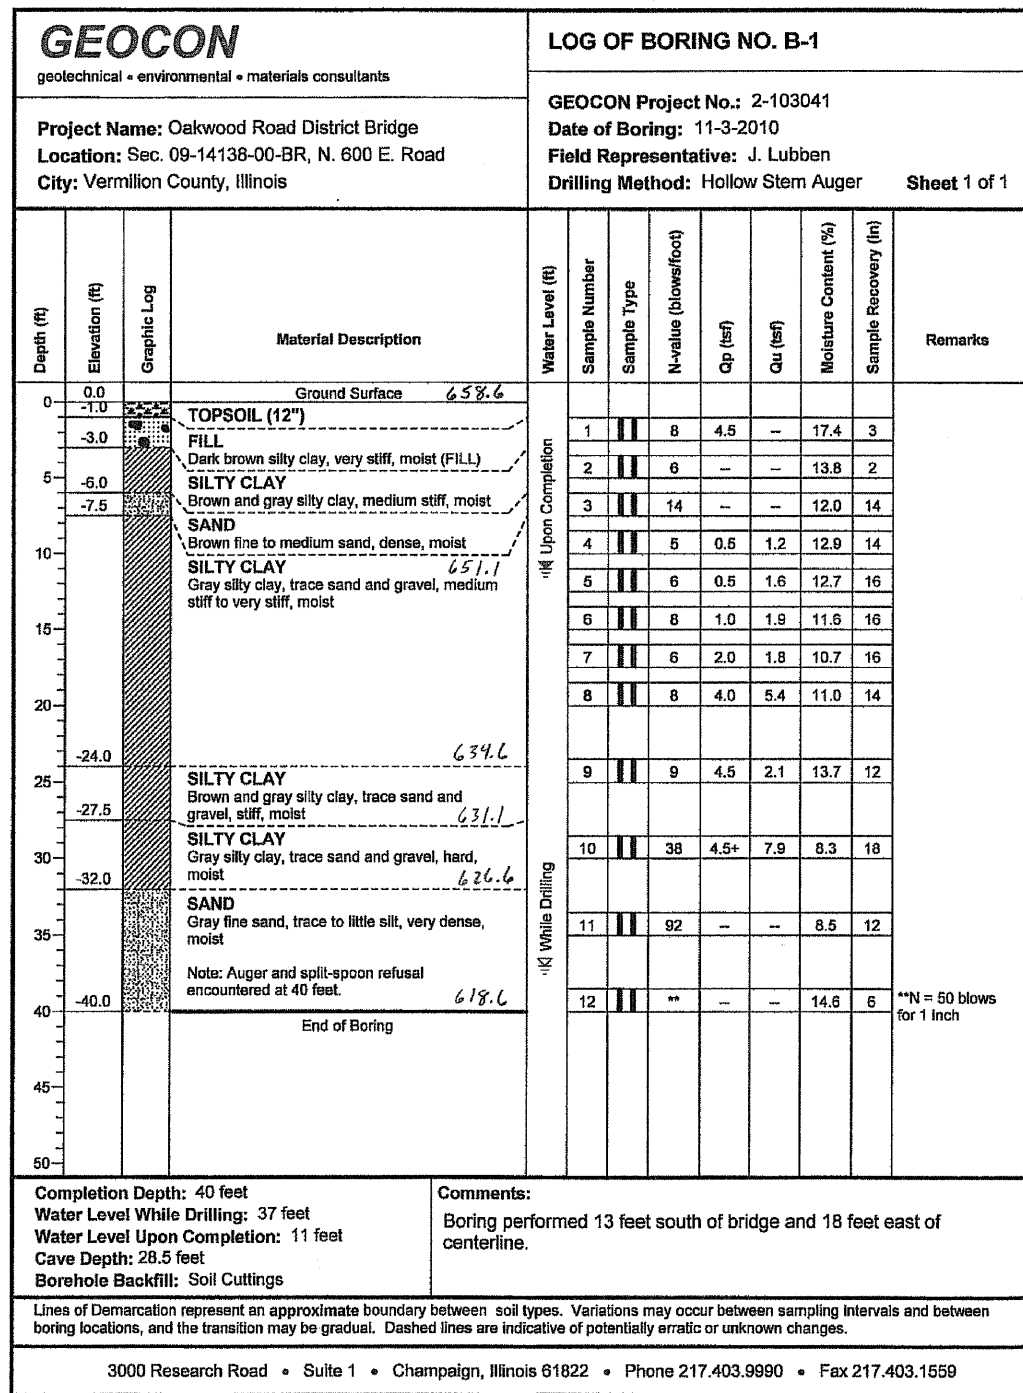 GEOCON
geotechnical • environmental • materials consultants
LOG OF BORING NO. B-1
Project Name: Oakwood Road District Bridge
Location: Sec. 09-14138-00-BR, N. 600 E. Road
City: Vermilion County, Illinois
GEOCON Project No.: 2-103041
Date of Boring: 11-3-2010
Field Representative: J. Lubben
Drilling Method: Hollow Stem Auger Sheet 1 of 1
Depth (ft) Elevation (ft) Graphic Log Material Description Water Level (ft) Sample Number Sample Type N-value (blows/foot) Qp (tsf) Qu (tsf) Moisture Content (%) Sample Recovery (in) Remarks
0.0 Ground Surface 658.6
0
-1.0 TOPSOIL (12")
1 8 4.5 -- 17.4 3
-3.0 FILL
Dark brown silty clay, very stiff, moist (FILL)
2 6 -- -- 13.8 2
5
-6.0 SILTY CLAY
Brown and gray silty clay, medium stiff, moist
3 14 -- -- 12.0 14
-7.5
SAND
Brown fine to medium sand, dense, moist
4 5 0.5 1.2 12.9 14
Upon Completion
10
SILTY CLAY 651.1
Gray silty clay, trace sand and gravel, medium
stiff to very stiff, moist
5 6 0.5 1.6 12.7 16
6 8 1.0 1.9 11.6 16
15
7 6 2.0 1.8 10.7 16
8 8 4.0 5.4 11.0 14
20
-24.0 634.6
9 9 4.5 2.1 13.7 12
25
SILTY CLAY
Brown and gray silty clay, trace sand and
gravel, stiff, moist 631.1
-27.5
SILTY CLAY
Gray silty clay, trace sand and gravel, hard,
moist 626.6
10 38 4.5+ 7.9 8.3 18
30
-32.0
SAND
Gray fine sand, trace to little silt, very dense,
moist
11 92 -- -- 8.5 12
35
While Drilling
Note: Auger and split-spoon refusal
encountered at 40 feet. 618.6
-40.0
12 ** -- -- 14.6 6 **N = 50 blows
for 1 inch
40
End of Boring
45
50
Completion Depth: 40 feet
Water Level While Drilling: 37 feet
Water Level Upon Completion: 11 feet
Cave Depth: 28.5 feet
Borehole Backfill: Soil Cuttings
Comments:
Boring performed 13 feet south of bridge and 18 feet east of
centerline.
Lines of Demarcation represent an approximate boundary between soil types. Variations may occur between sampling intervals and between
boring locations, and the transition may be gradual. Dashed lines are indicative of potentially erratic or unknown changes.
3000 Research Road • Suite 1 • Champaign, Illinois 61822 • Phone 217.403.9990 • Fax 217.403.1559